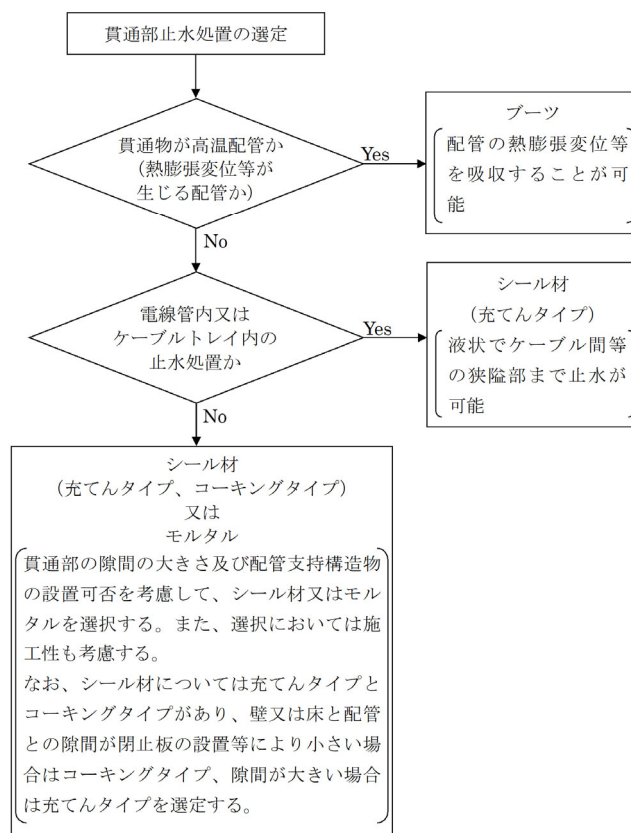 貫通部止水処置の選定
貫通物が高温配管か
（熱膨張変位等が
生じる配管か）
Yes
ブーツ
配管の熱膨張変位等
を吸収することが可
能
No
電線管内又は
ケーブルトレイ内の
止水処置か
Yes
シール材
（充てんタイプ）
液状でケーブル間等
の狭隘部まで止水が
可能
No
シール材
（充てんタイプ、コーキングタイプ）
又は
モルタル
貫通部の隙間の大きさ及び配管支持構造物
の設置可否を考慮して、シール材又はモル
タルを選択する。また、選択においては施
工性も考慮する。
なお、シール材については充てんタイプと
コーキングタイプがあり、壁又は床と配管
との隙間が閉止板の設置等により小さい場
合はコーキングタイプ、隙間が大きい場合
は充てんタイプを選定する。